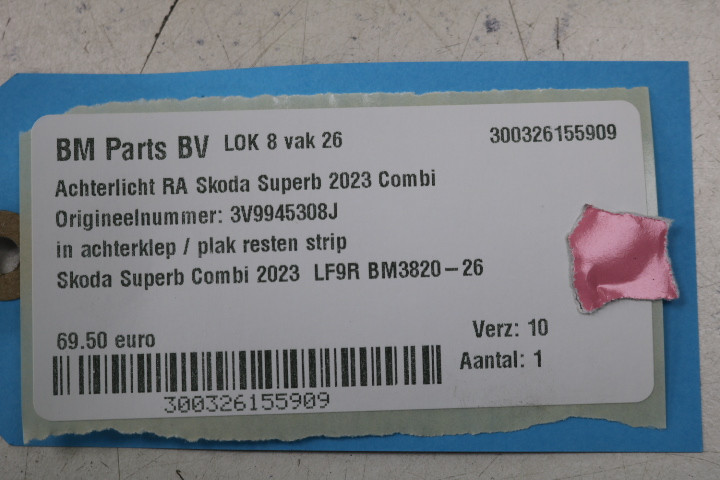 BM Parts BV LOK 8 vak 26 300326155909
Achterlicht RA Skoda Superb 2023 Combi
Origineelnummer: 3V9945308J
in achterklep / plak resten strip
Skoda Superb Combi 2023 LF9R BM3820-26
69.50 euro
Verz: 10
Aantal: 1
300326155909